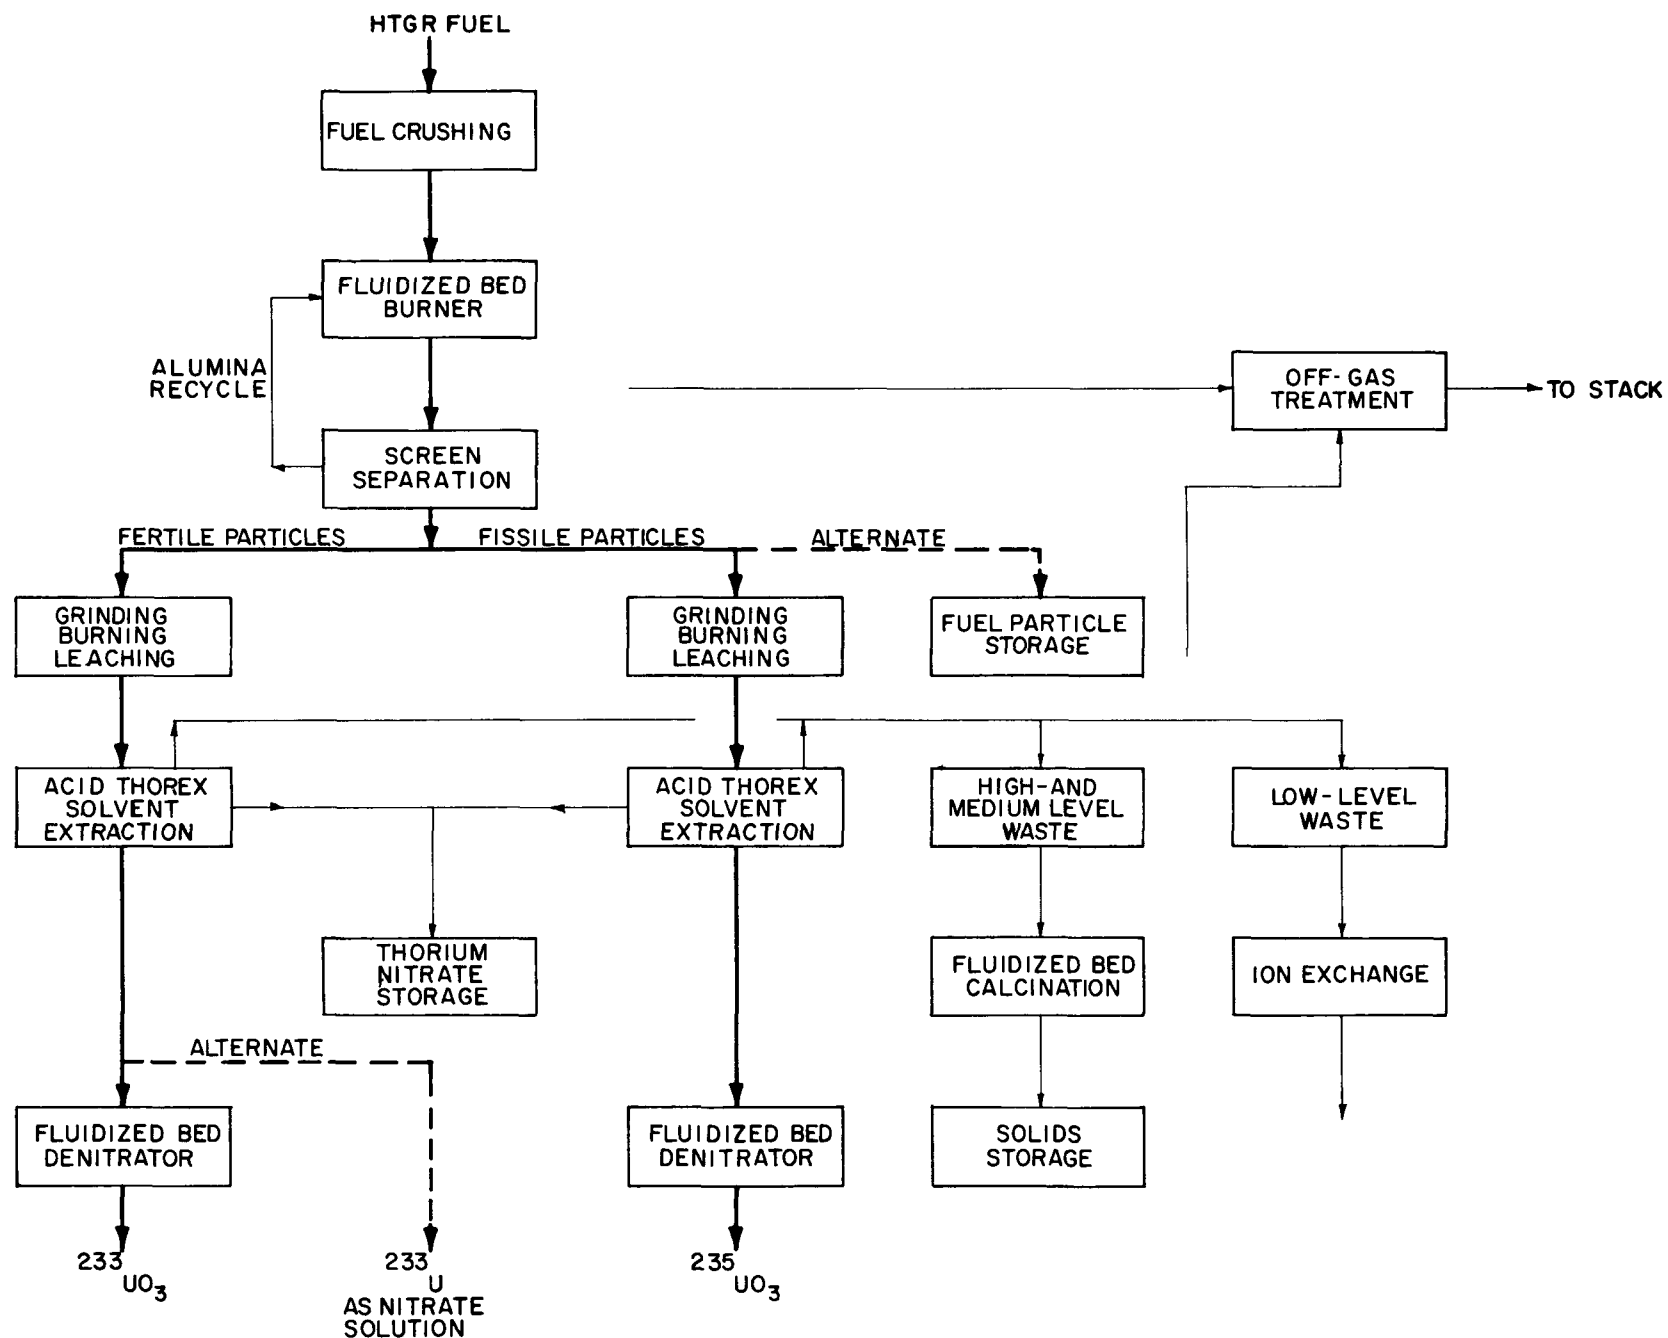 HTGR FUEL
FUEL CRUSHING
FLUIDIZED BED
BURNER
ALUMINA
RECYCLE
OFF-GAS
TREATMENT
TO STACK
SCREEN
SEPARATION
FERTILE PARTICLES
FISSILE PARTICLES
ALTERNATE
GRINDING
BURNING
LEACHING
GRINDING
BURNING
LEACHING
FUEL PARTICLE
STORAGE
ACID THOREX
SOLVENT
EXTRACTION
ACID THOREX
SOLVENT
EXTRACTION
HIGH-AND
MEDIUM LEVEL
WASTE
LOW-LEVEL
WASTE
THORIUM
NITRATE
STORAGE
FLUIDIZED BED
CALCINATION
ION EXCHANGE
ALTERNATE
FLUIDIZED BED
DENITRATOR
FLUIDIZED BED
DENITRATOR
SOLIDS
STORAGE
233
UO3
233
U
AS NITRATE
SOLUTION
235
UO3